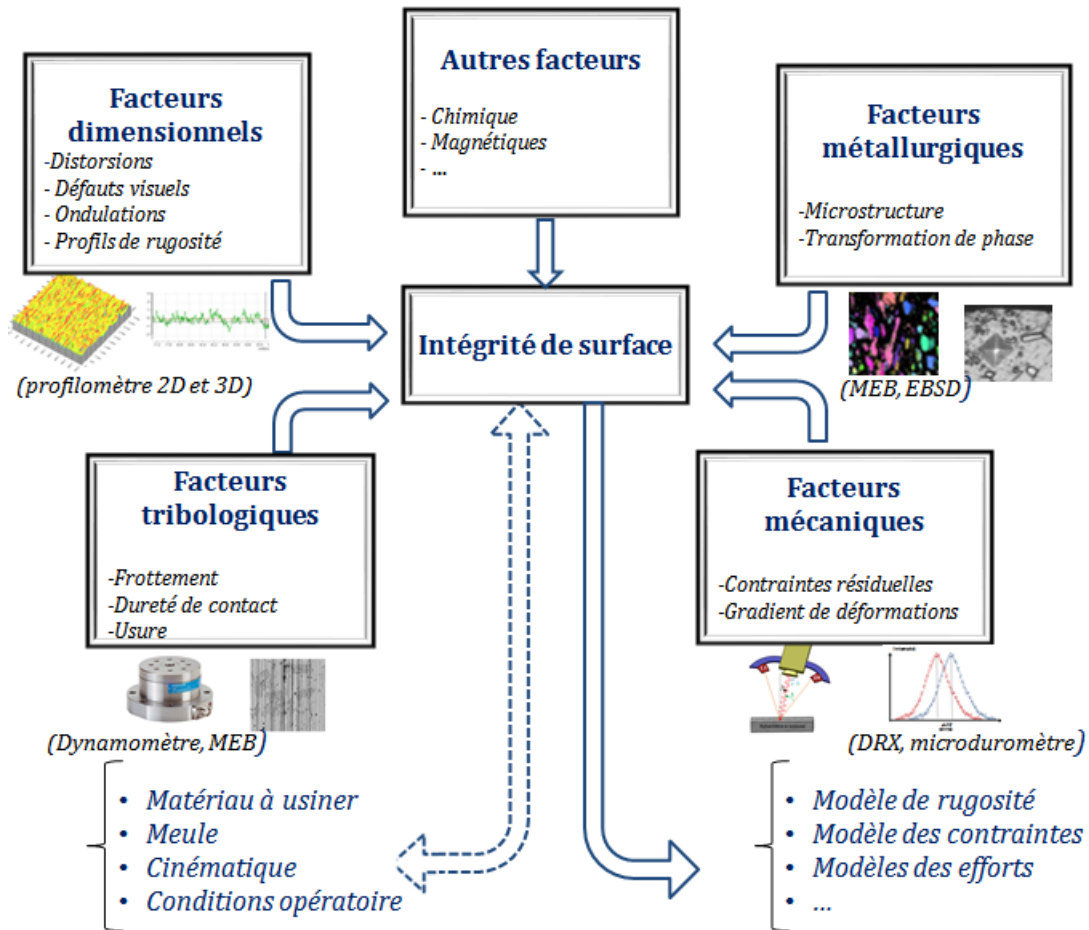 Facteurs
dimensionnels
-Distorsions
- Défauts visuels
- Ondulations
- Profils de rugosité
(profilomètre 2D et 3D)
Autres facteurs
- Chimique
- Magnétiques
- ...
Facteurs
métallurgiques
-Microstructure
-Transformation de phase
(MEB, EBSD)
Intégrité de surface
Facteurs
tribologiques
-Frottement
-Dureté de contact
-Usure
(Dynamomètre, MEB)
Facteurs
mécaniques
-Contraintes résiduelles
-Gradient de déformations
(DRX, microduromètre)
• Matériau à usiner
• Meule
• Cinématique
• Conditions opératoire
• Modèle de rugosité
• Modèle des contraintes
• Modèles des efforts
• ...